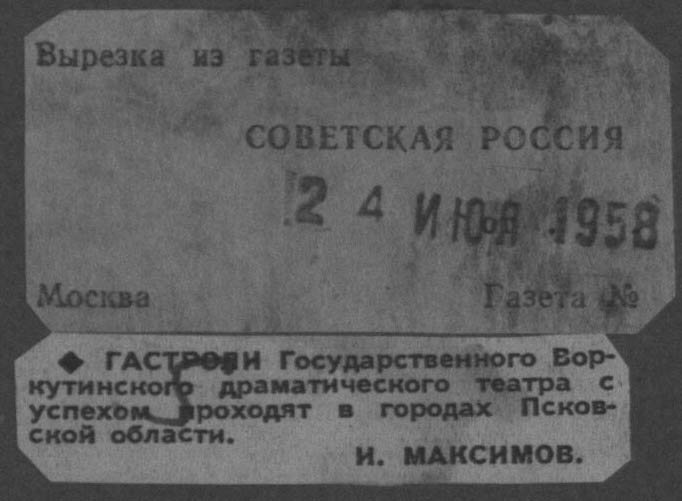 Вырезка из газеты
СОВЕТСКАЯ РОССИЯ
24 1958
Москва Газета №
◆ ГАСТРОЛИ Государственного Вор-
кутинского драматического театра с
успехом проходят в городах Псков-
ской области.
И. МАКСИМОВ.